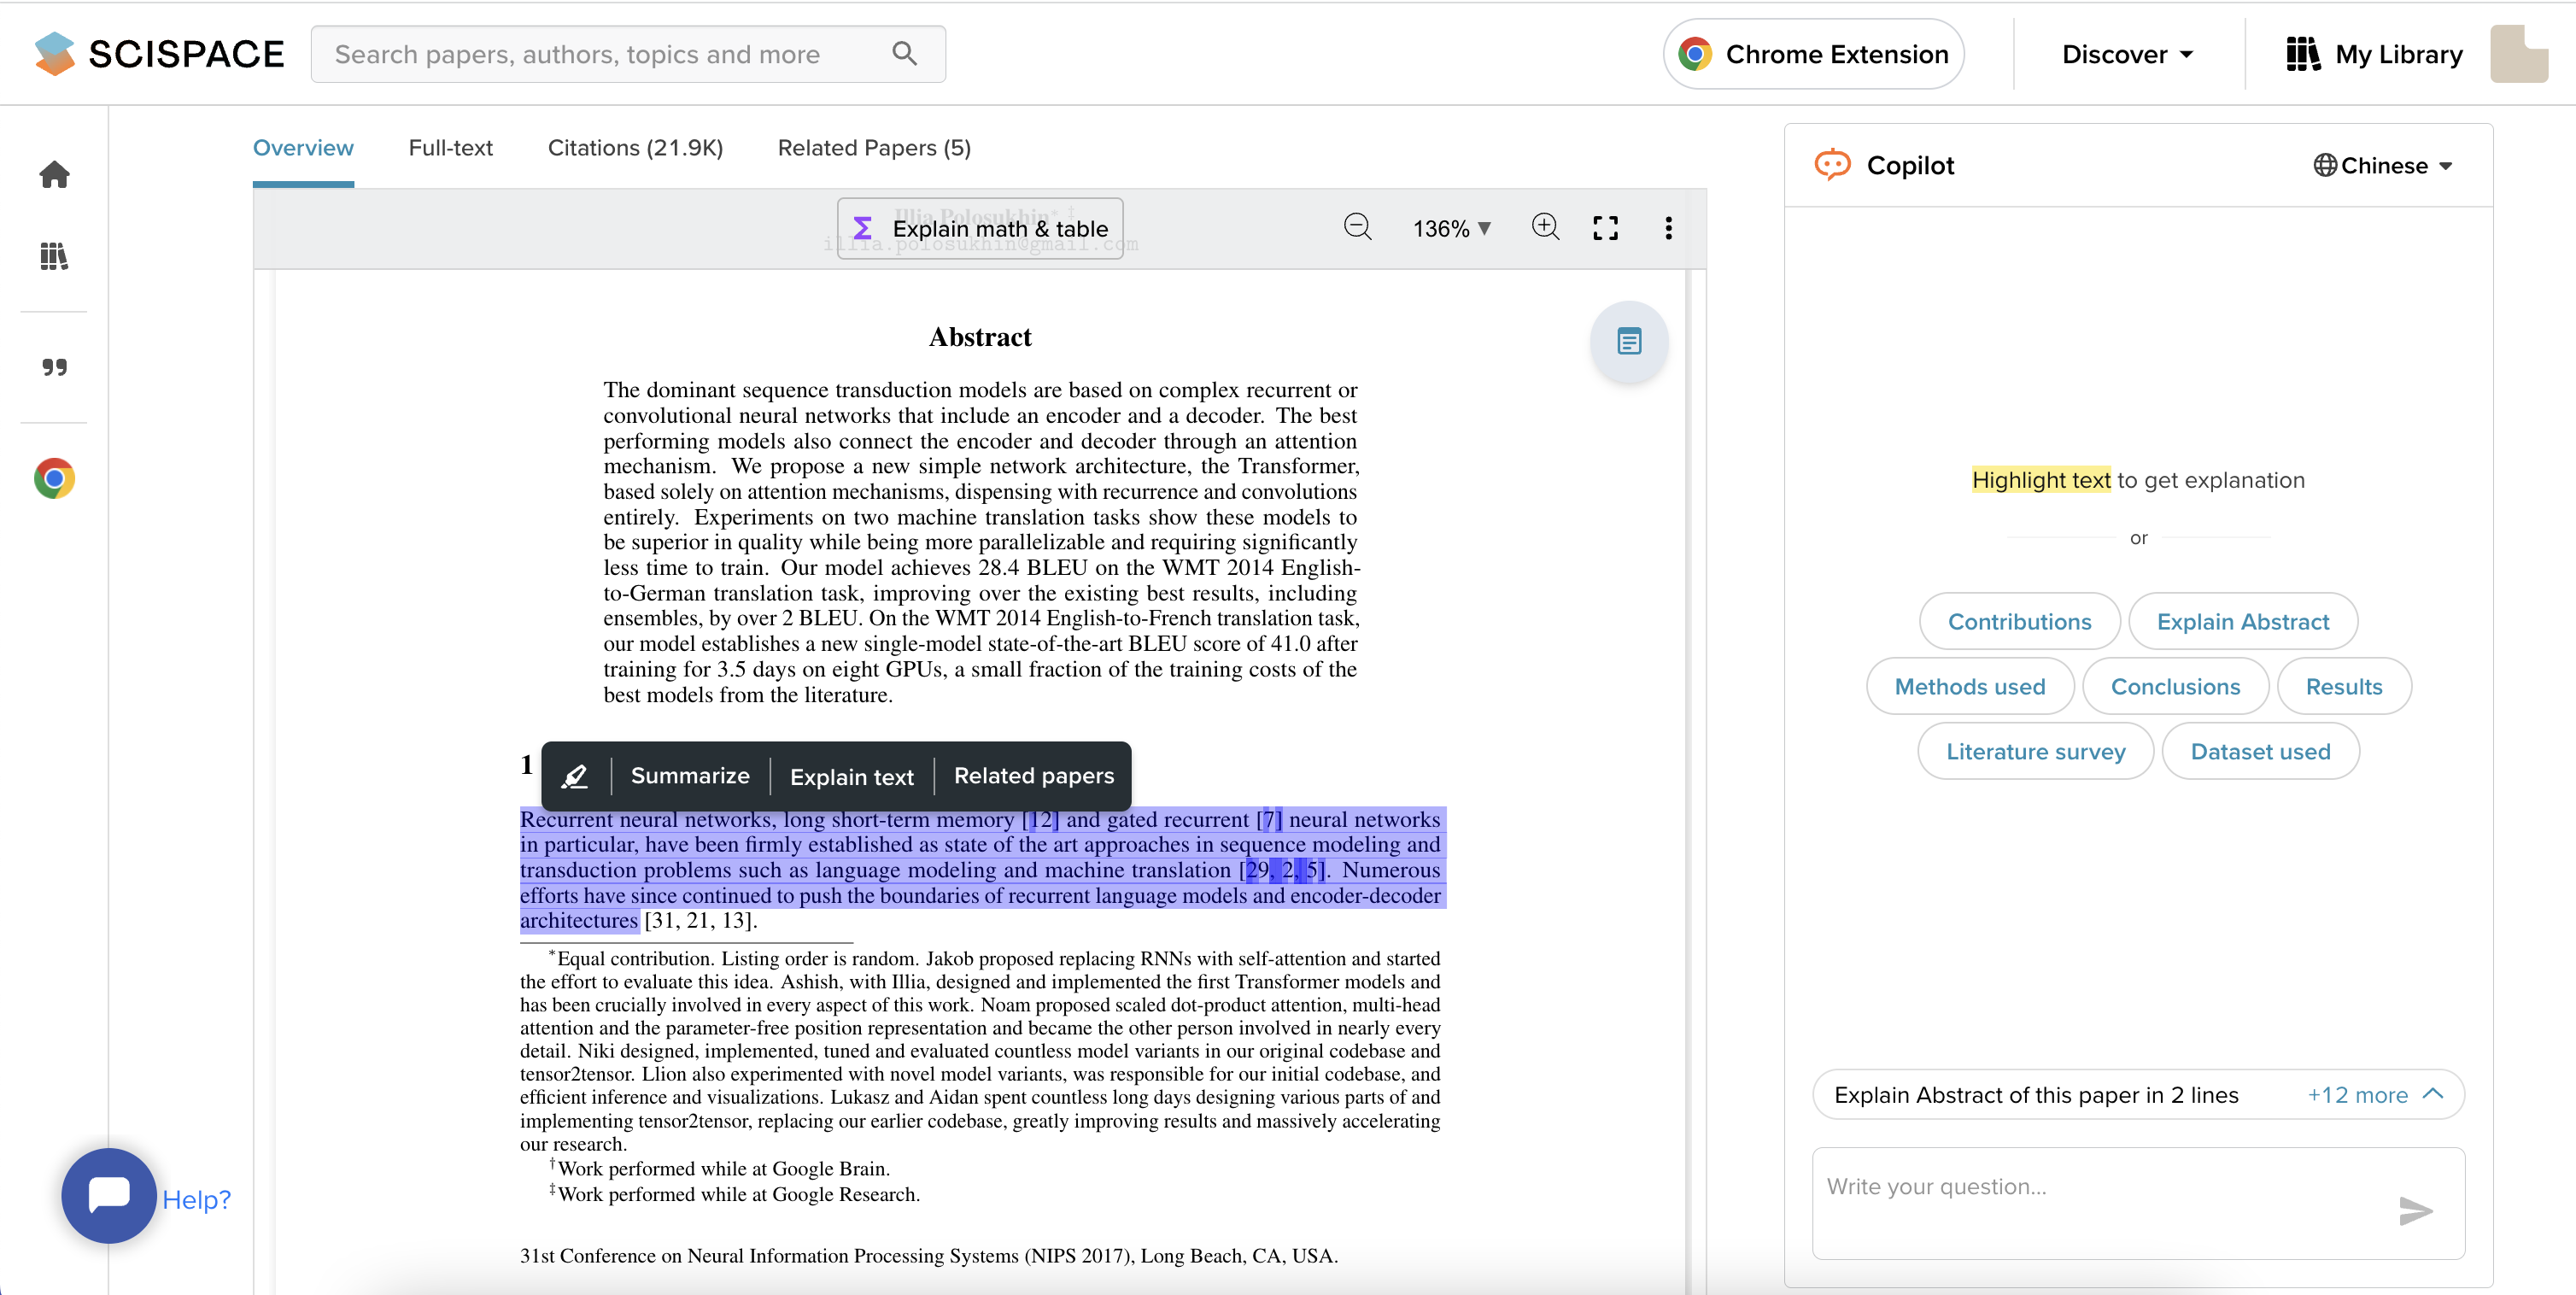 SCISPACE
Search papers, authors, topics and more
Chrome Extension
Discover
My Library
Overview
Full-text
Citations (21.9K)
Related Papers (5)
Illia Polosukhin* ‡
illia.polosukhin@gmail.com
Explain math & table
136%
Abstract
The dominant sequence transduction models are based on complex recurrent or
convolutional neural networks that include an encoder and a decoder. The best
performing models also connect the encoder and decoder through an attention
mechanism. We propose a new simple network architecture, the Transformer,
based solely on attention mechanisms, dispensing with recurrence and convolutions
entirely. Experiments on two machine translation tasks show these models to
be superior in quality while being more parallelizable and requiring significantly
less time to train. Our model achieves 28.4 BLEU on the WMT 2014 English-
to-German translation task, improving over the existing best results, including
ensembles, by over 2 BLEU. On the WMT 2014 English-to-French translation task,
our model establishes a new single-model state-of-the-art BLEU score of 41.0 after
training for 3.5 days on eight GPUs, a small fraction of the training costs of the
best models from the literature.
1
Summarize
Explain text
Related papers
Recurrent neural networks, long short-term memory [12] and gated recurrent [7] neural networks
in particular, have been firmly established as state of the art approaches in sequence modeling and
transduction problems such as language modeling and machine translation [29, 2, 5]. Numerous
efforts have since continued to push the boundaries of recurrent language models and encoder-decoder
architectures [31, 21, 13].
*Equal contribution. Listing order is random. Jakob proposed replacing RNNs with self-attention and started
the effort to evaluate this idea. Ashish, with Illia, designed and implemented the first Transformer models and
has been crucially involved in every aspect of this work. Noam proposed scaled dot-product attention, multi-head
attention and the parameter-free position representation and became the other person involved in nearly every
detail. Niki designed, implemented, tuned and evaluated countless model variants in our original codebase and
tensor2tensor. Llion also experimented with novel model variants, was responsible for our initial codebase, and
efficient inference and visualizations. Lukasz and Aidan spent countless long days designing various parts of and
implementing tensor2tensor, replacing our earlier codebase, greatly improving results and massively accelerating
our research.
†Work performed while at Google Brain.
‡Work performed while at Google Research.
31st Conference on Neural Information Processing Systems (NIPS 2017), Long Beach, CA, USA.
Help?
Copilot
Chinese
Highlight text to get explanation
or
Contributions
Explain Abstract
Methods used
Conclusions
Results
Literature survey
Dataset used
Explain Abstract of this paper in 2 lines
+12 more
Write your question...